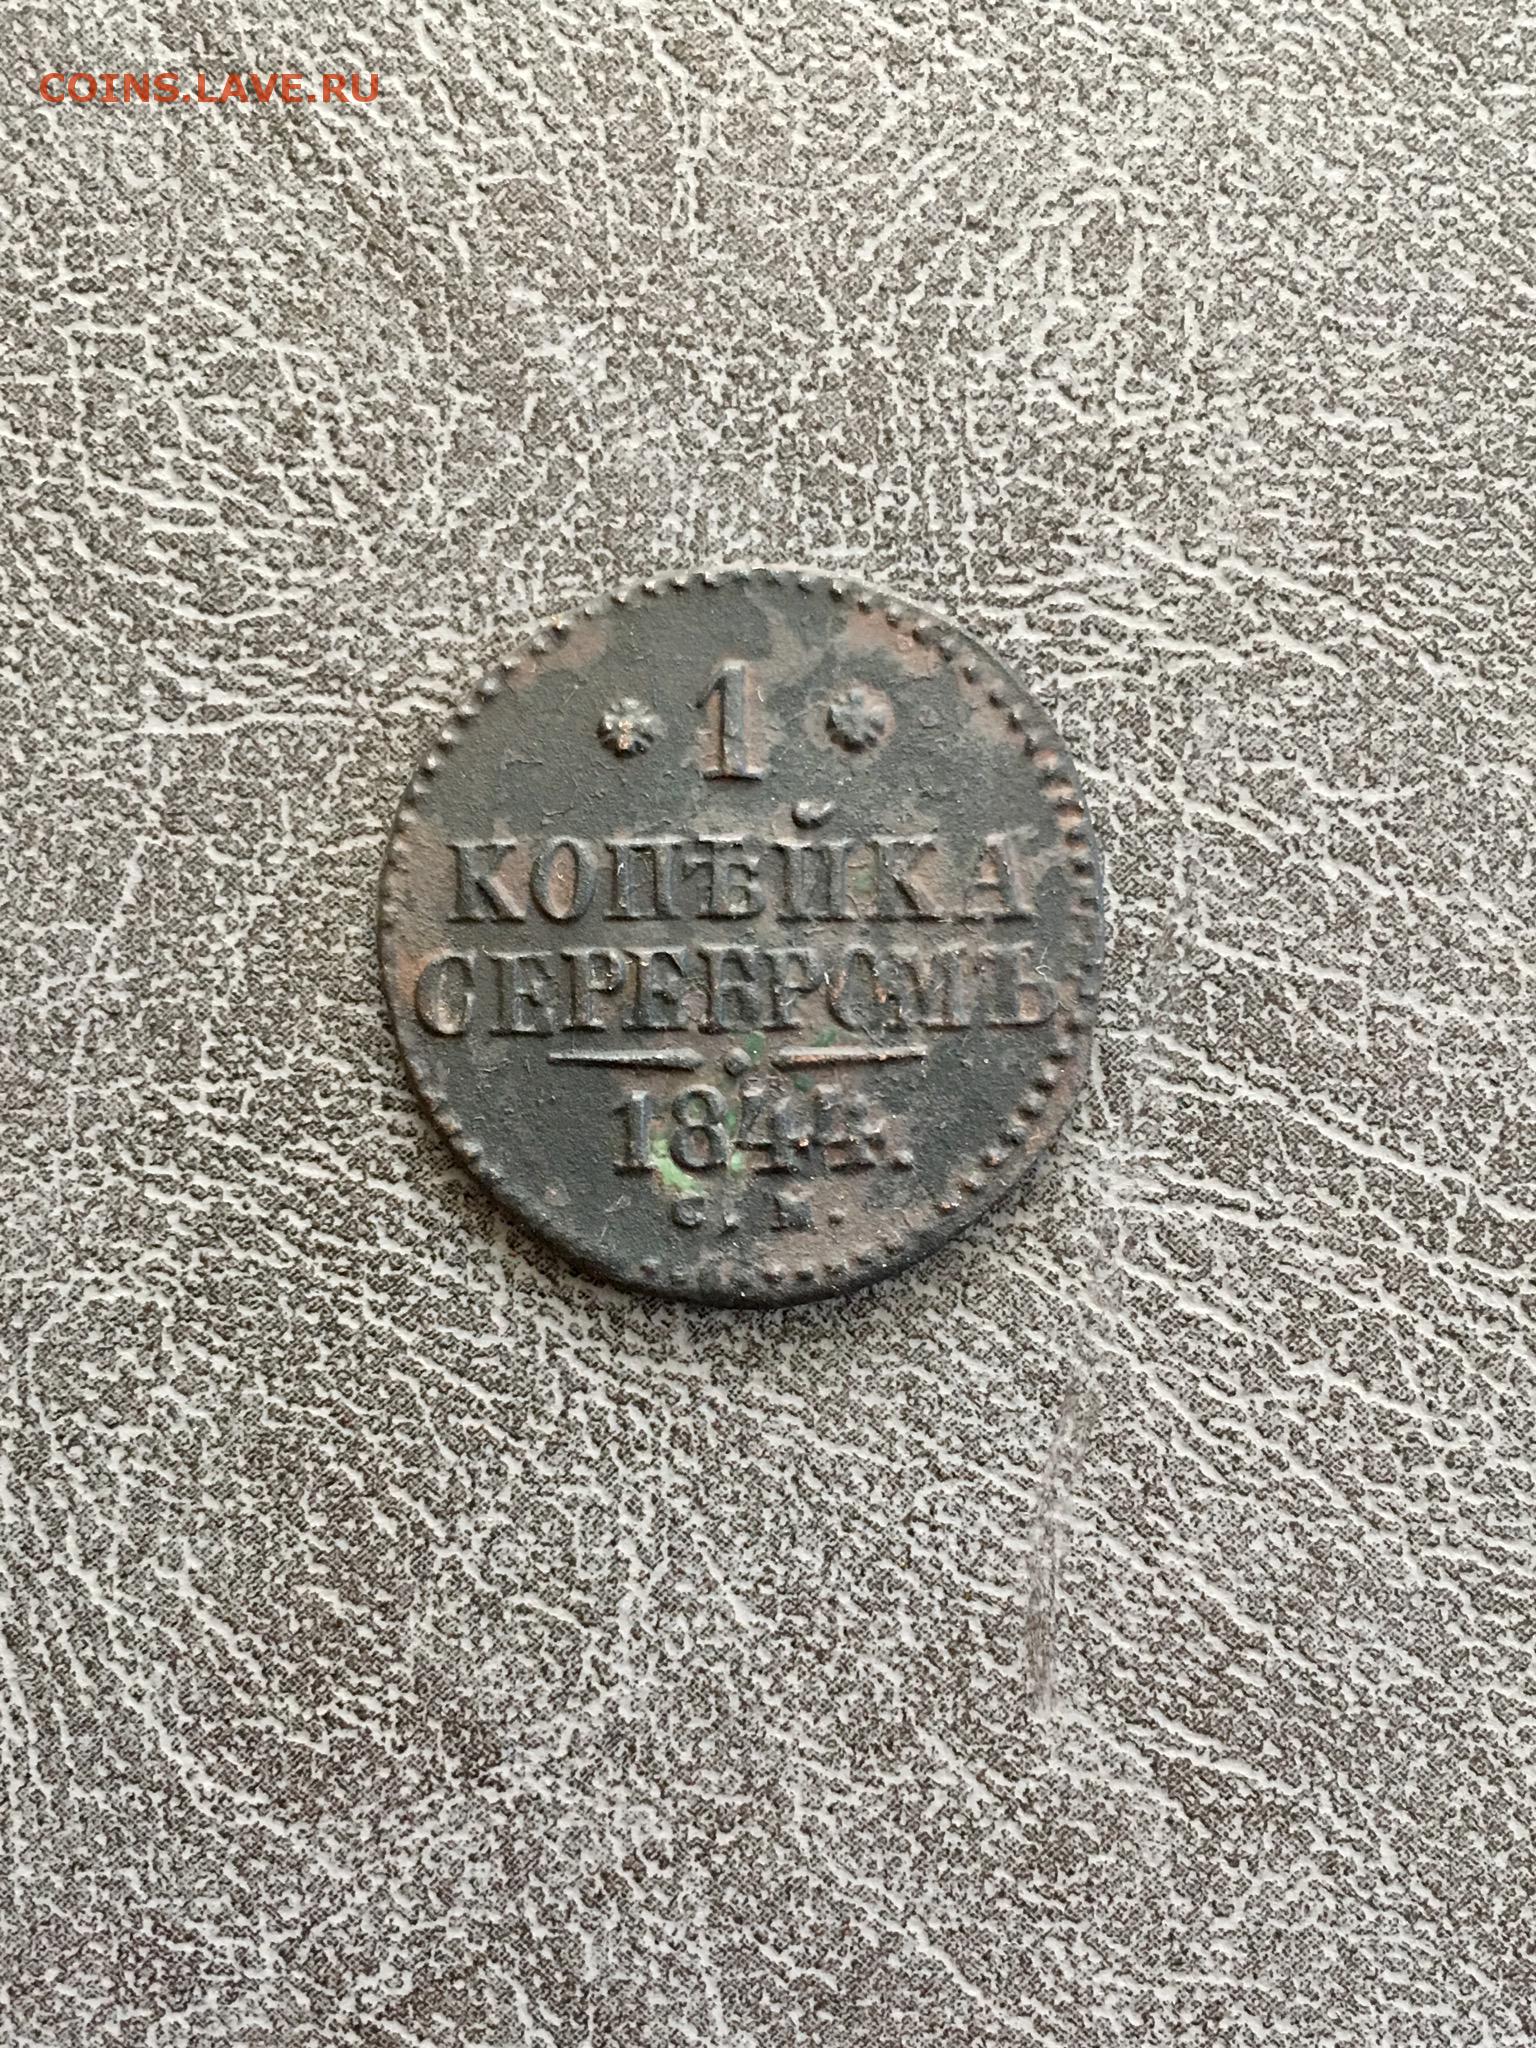 COINS.LAVE.RU
* 1 *
КОПѢЙКА
СЕРЕБРОМЪ
1844.
С. М.